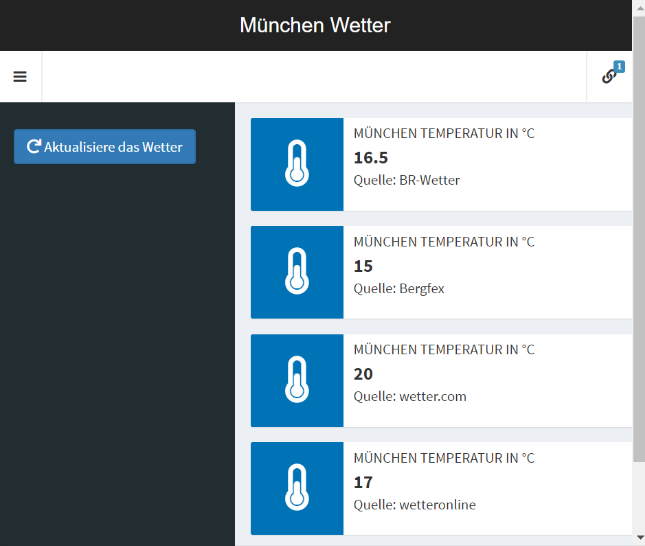 München Wetter
1
Aktualisiere das Wetter
MÜNCHEN TEMPERATUR IN °C
16.5
Quelle: BR-Wetter
MÜNCHEN TEMPERATUR IN °C
15
Quelle: Bergfex
MÜNCHEN TEMPERATUR IN °C
20
Quelle: wetter.com
MÜNCHEN TEMPERATUR IN °C
17
Quelle: wetteronline